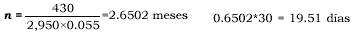 n = 430 / 2,950×0.055 =2.6502 meses 0.6502*30 = 19.51 días